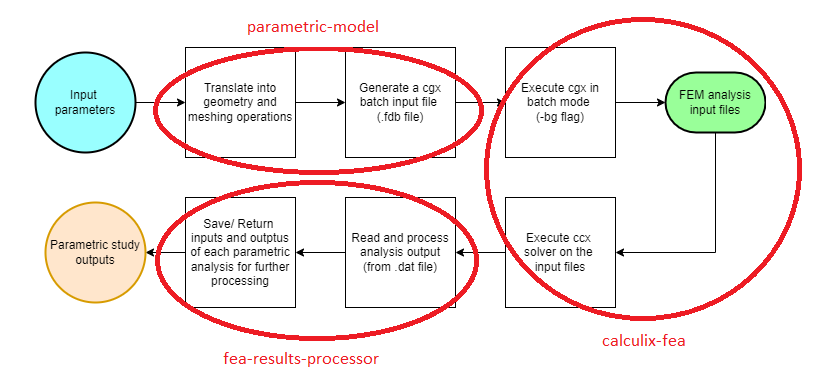 parametric-model
Input
parameters
Translate into
geometry and
meshing operations
Generate a cgx
batch input file
(.fdb file)
Execute cgx in
batch mode
(-bg flag)
FEM analysis
input files
Parametric study
outputs
Save/ Return
inputs and outptus
of each parametric
analysis for further
processing
Read and process
analysis output
(from .dat file)
Execute ccx
solver on the
input files
fea-results-processor
calculix-fea